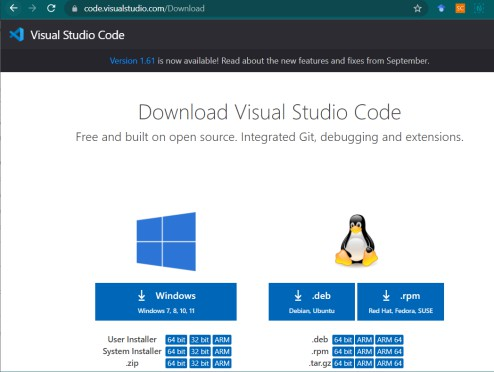 code.visualstudio.com/Download
Visual Studio Code
Version 1.61 is now available! Read about the new features and fixes from September.
Download Visual Studio Code
Free and built on open source. Integrated Git, debugging and extensions.
Windows
Windows 7, 8, 10, 11
.deb
Debian, Ubuntu
.rpm
Red Hat, Fedora, SUSE
User Installer 64 bit 32 bit ARM
System Installer 64 bit 32 bit ARM
.zip 64 bit 32 bit ARM
.deb 64 bit ARM ARM 64
.rpm 64 bit ARM ARM 64
.tar.gz 64 bit ARM ARM 64